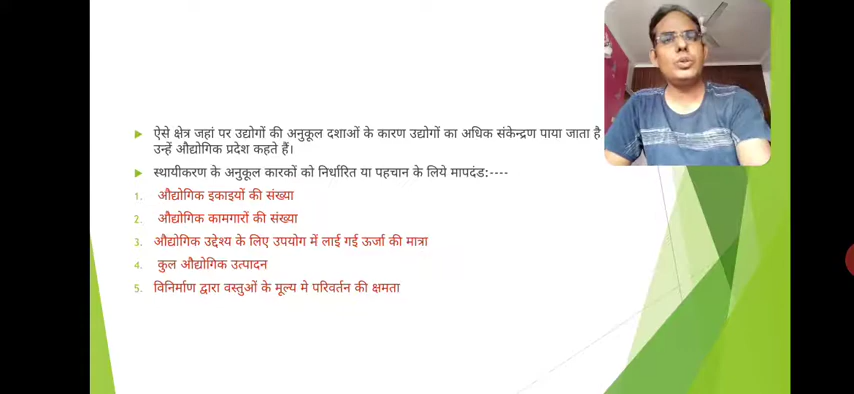 ऐसे क्षेत्र जहां पर उद्योगों की अनुकूल दशाओं के कारण उद्योगों का अधिक संकेन्द्रण पाया जाता है
उन्हें औद्योगिक प्रदेश कहते हैं।
स्थायीकरण के अनुकूल कारकों को निर्धारित या पहचान के लिये मापदंड:----
1. औद्योगिक इकाइयों की संख्या
2. औद्योगिक कामगारों की संख्या
3. औद्योगिक उद्देश्य के लिए उपयोग में लाई गई ऊर्जा की मात्रा
4. कुल औद्योगिक उत्पादन
5. विनिर्माण द्वारा वस्तुओं के मूल्य मे परिवर्तन की क्षमता